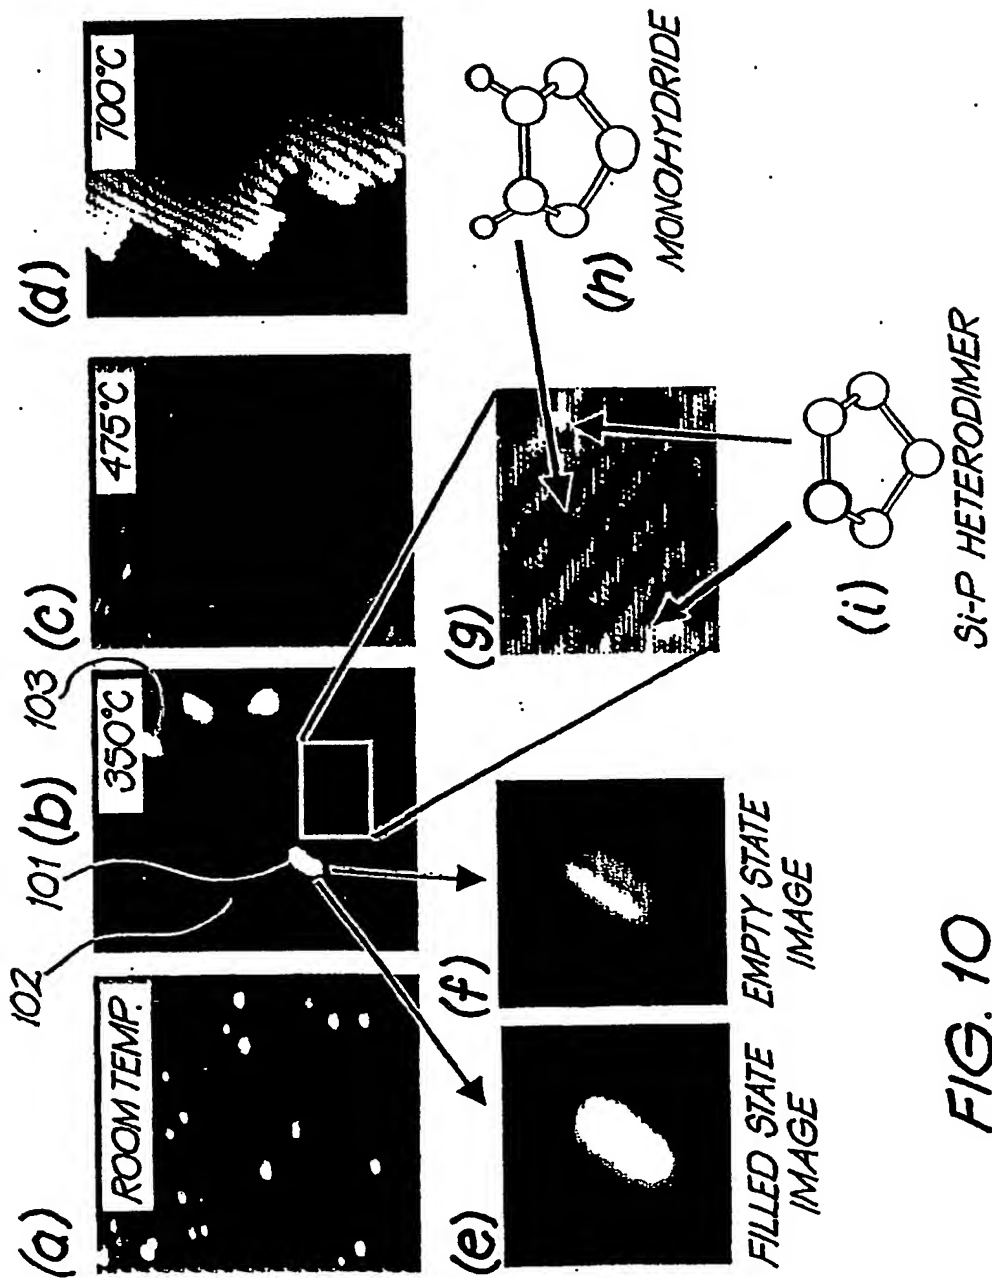 (a)
ROOM TEMP.
102
101
(b)
103
350°C
(c)
475°C
(d)
700°C
(e)
FILLED STATE
IMAGE
(f)
EMPTY STATE
IMAGE
(g)
(h)
MONOHYDRIDE
(i)
Si-P HETERODIMER
FIG. 10